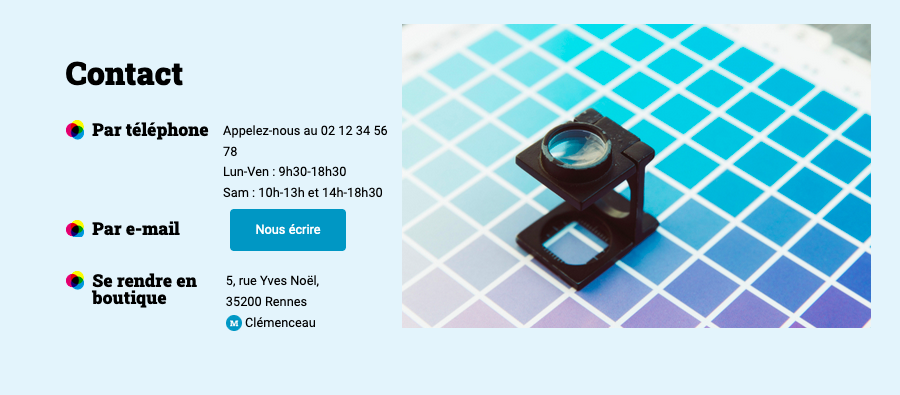 Contact
Par téléphone
Appelez-nous au 02 12 34 56
78
Lun-Ven : 9h30-18h30
Sam : 10h-13h et 14h-18h30
Par e-mail
Nous écrire
Se rendre en
boutique
5, rue Yves Noël,
35200 Rennes
M Clémenceau